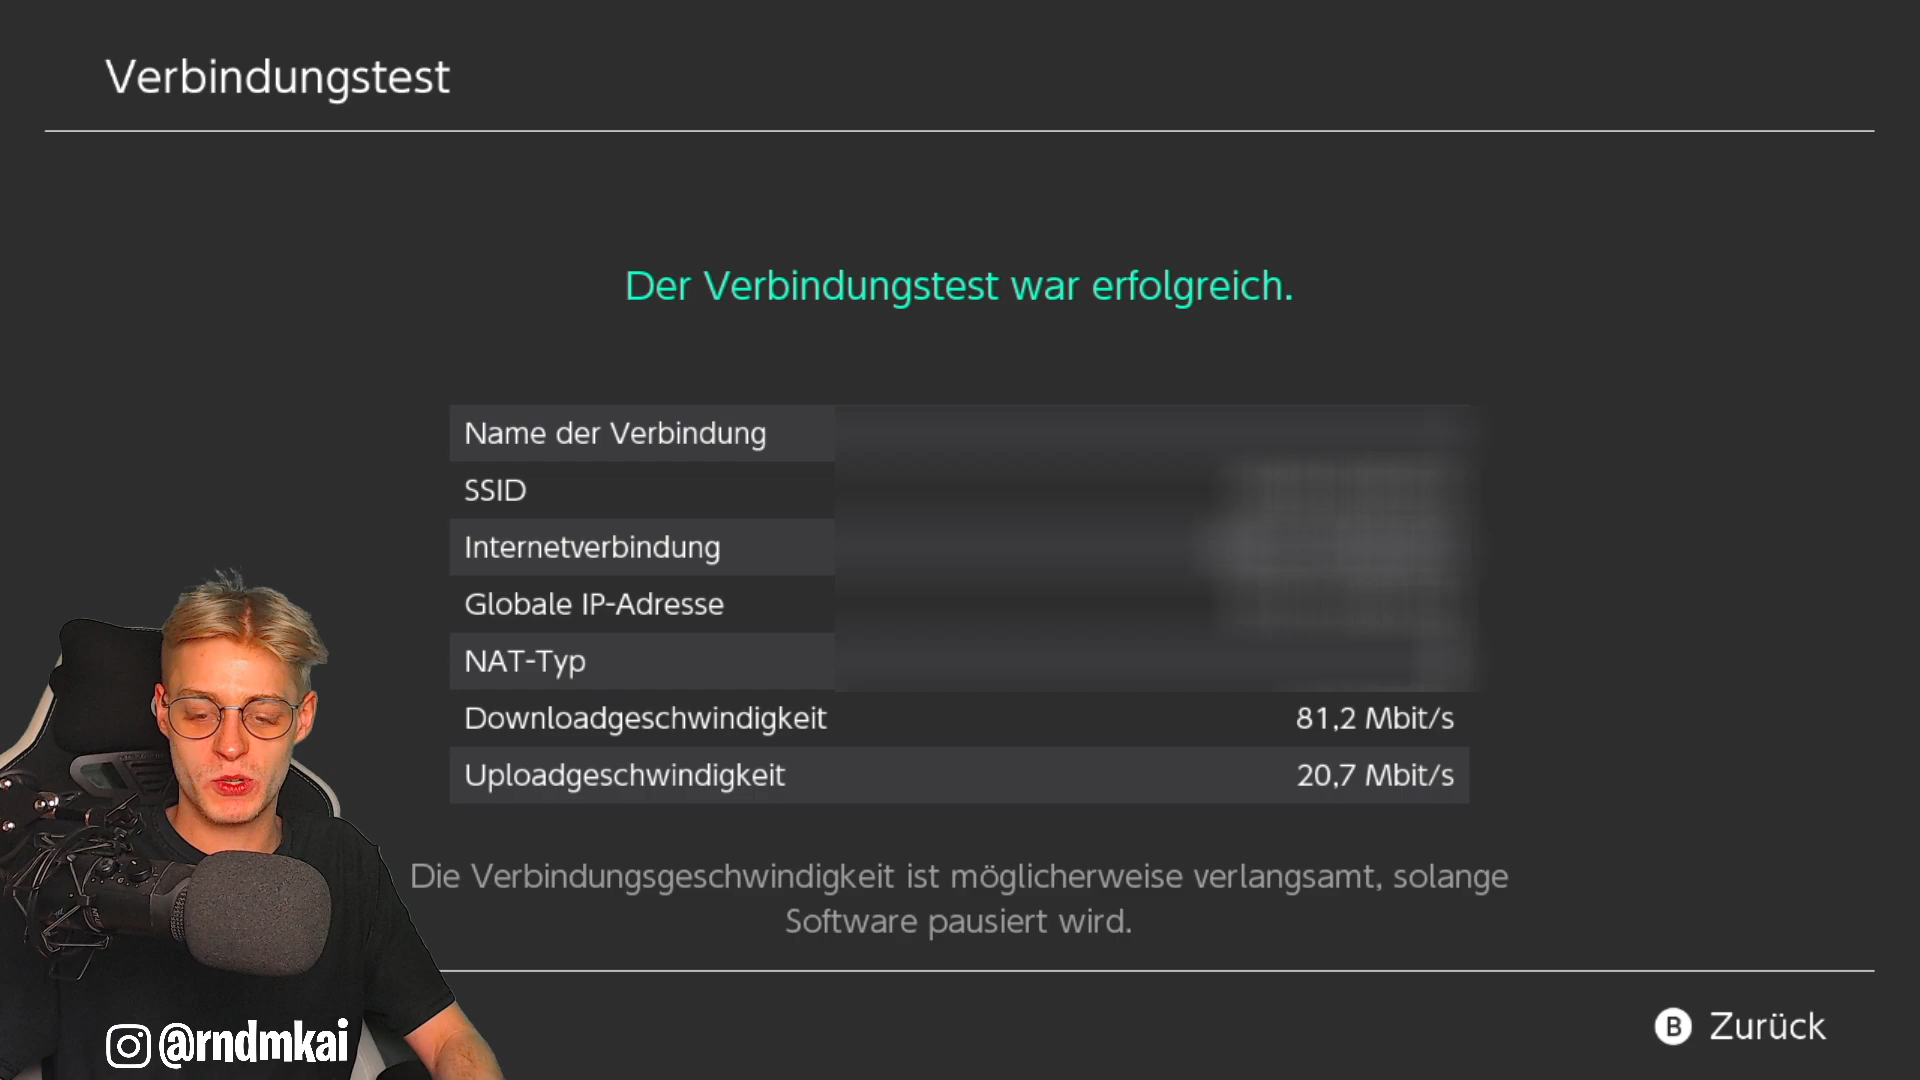 Verbindungstest
Der Verbindungstest war erfolgreich.
Name der Verbindung
SSID
Internetverbindung
Globale IP-Adresse
NAT-Typ
Downloadgeschwindigkeit 81,2 Mbit/s
Uploadgeschwindigkeit 20,7 Mbit/s
Die Verbindungsgeschwindigkeit ist möglicherweise verlangsamt, solange
Software pausiert wird.
@rndmkai
B Zurück